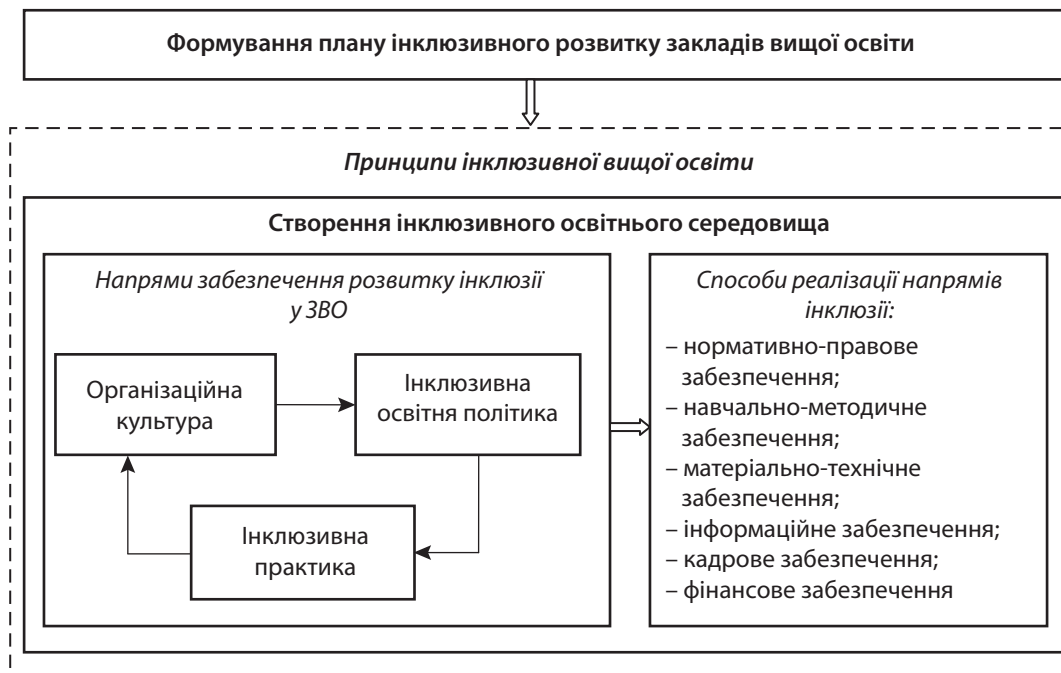 Формування плану інклюзивного розвитку закладів вищої освіти
Принципи інклюзивної вищої освіти
Створення інклюзивного освітнього середовища
Напрями забезпечення розвитку інклюзії
у ЗВО
Організаційна
культура
Інклюзивна
освітня політика
Інклюзивна
практика
Способи реалізації напрямів
інклюзії:
– нормативно-правове
забезпечення;
– навчально-методичне
забезпечення;
– матеріально-технічне
забезпечення;
– інформаційне забезпечення;
– кадрове забезпечення;
– фінансове забезпечення